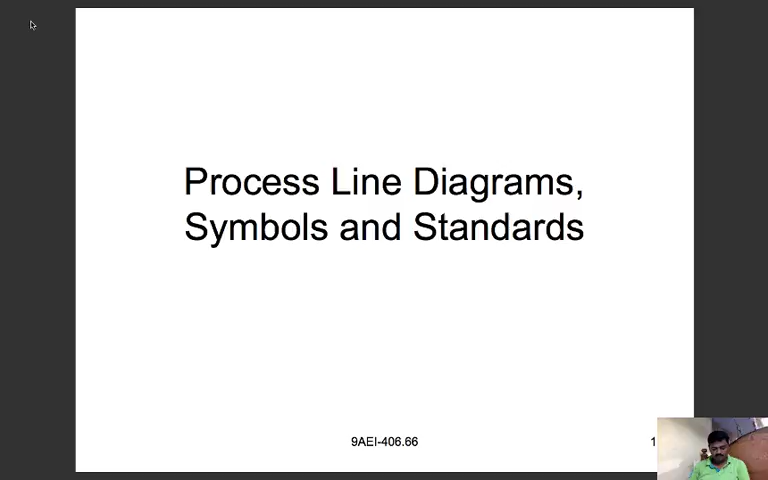 Process Line Diagrams,
Symbols and Standards
9AEI-406.66
1